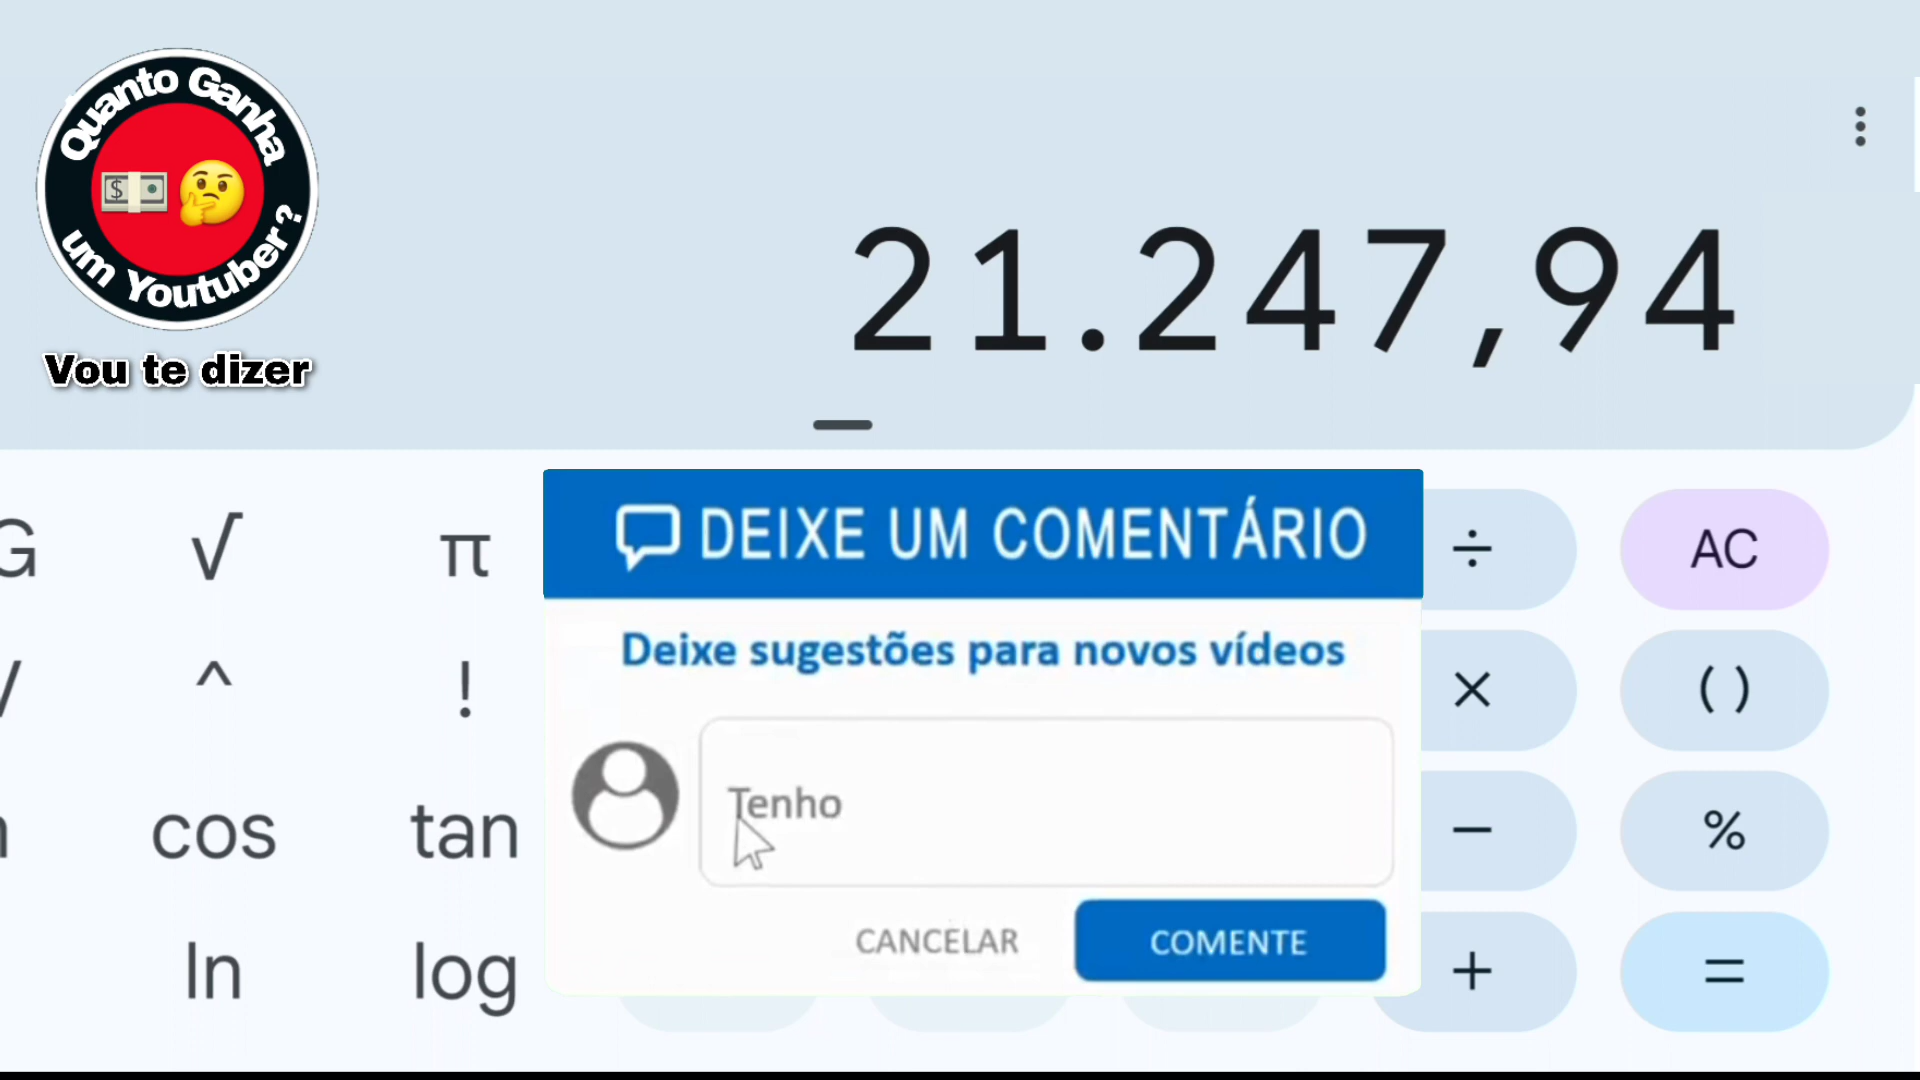 Quanto Ganha
um Youtuber?
Vou te dizer
21.247,94
DEIXE UM COMENTÁRIO
Deixe sugestões para novos vídeos
Tenho
CANCELAR
COMENTE
G √ π ÷ AC
^ ! × ( )
cos tan − %
ln log + =